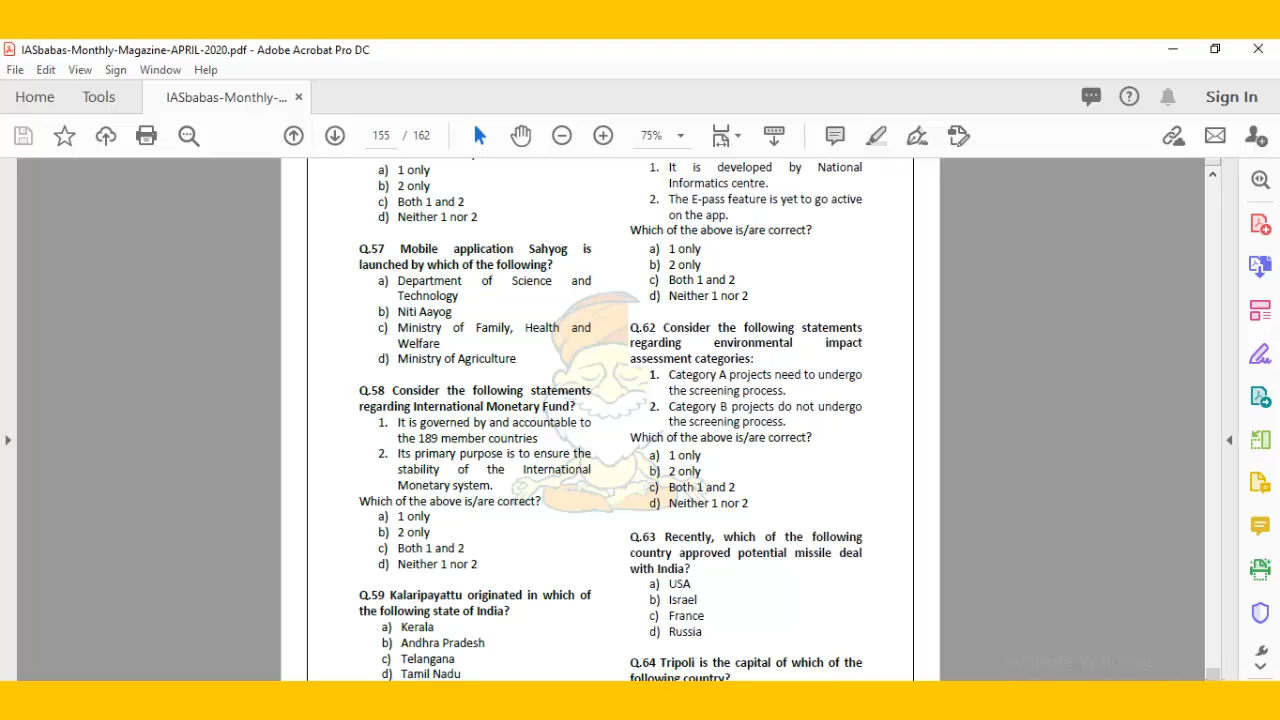 IASbabas-Monthly-Magazine-APRIL-2020.pdf - Adobe Acrobat Pro DC
File Edit View Sign Window Help
Home Tools IASbabas-Monthly-... × Sign In
155 / 162 75%
a) 1 only
b) 2 only
c) Both 1 and 2
d) Neither 1 nor 2
Q.57 Mobile application Sahyog is
launched by which of the following?
a) Department of Science and
Technology
b) Niti Aayog
c) Ministry of Family, Health and
Welfare
d) Ministry of Agriculture
Q.58 Consider the following statements
regarding International Monetary Fund?
1. It is governed by and accountable to
the 189 member countries
2. Its primary purpose is to ensure the
stability of the International
Monetary system.
Which of the above is/are correct?
a) 1 only
b) 2 only
c) Both 1 and 2
d) Neither 1 nor 2
Q.59 Kalaripayattu originated in which of
the following state of India?
a) Kerala
b) Andhra Pradesh
c) Telangana
d) Tamil Nadu
1. It is developed by National
Informatics centre.
2. The E-pass feature is yet to go active
on the app.
Which of the above is/are correct?
a) 1 only
b) 2 only
c) Both 1 and 2
d) Neither 1 nor 2
Q.62 Consider the following statements
regarding environmental impact
assessment categories:
1. Category A projects need to undergo
the screening process.
2. Category B projects do not undergo
the screening process.
Which of the above is/are correct?
a) 1 only
b) 2 only
c) Both 1 and 2
d) Neither 1 nor 2
Q.63 Recently, which of the following
country approved potential missile deal
with India?
a) USA
b) Israel
c) France
d) Russia
Q.64 Tripoli is the capital of which of the
following country?